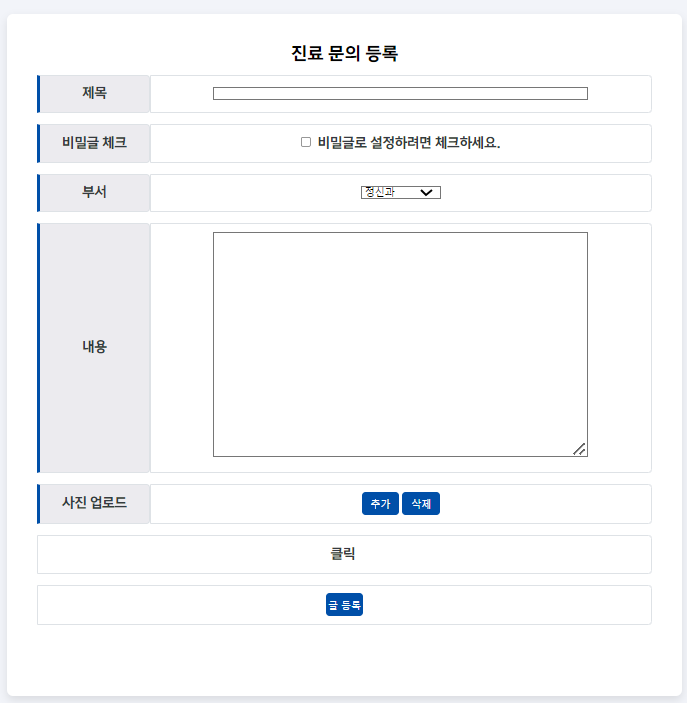 진료 문의 등록
제목
비밀글 체크 비밀글로 설정하려면 체크하세요.
부서 정신과
내용
사진 업로드 추가 삭제
클릭
글 등록